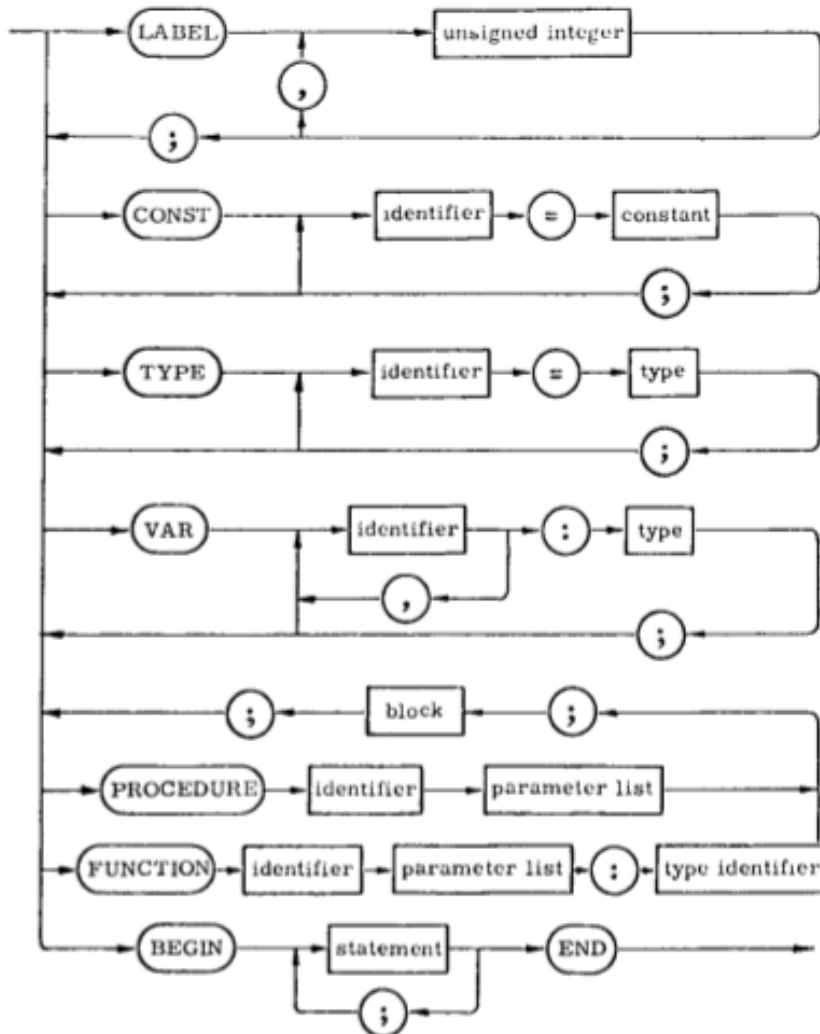 LABEL unsigned integer
,
;
CONST identifier = constant
;
TYPE identifier = type
;
VAR identifier : type
,
;
; block ;
PROCEDURE identifier parameter list
FUNCTION identifier parameter list : type identifier
BEGIN statement END
;